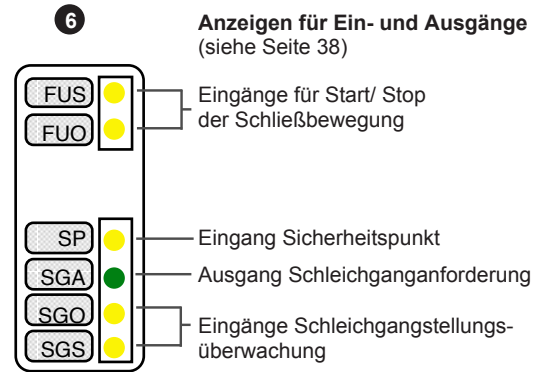 6
Anzeigen für Ein- und Ausgänge
(siehe Seite 38)
FUS
FUO
Eingänge für Start/ Stop
der Schließbewegung
SP
Eingang Sicherheitspunkt
SGA
Ausgang Schleichganganforderung
SGO
SGS
Eingänge Schleichgangstellungs-
überwachung